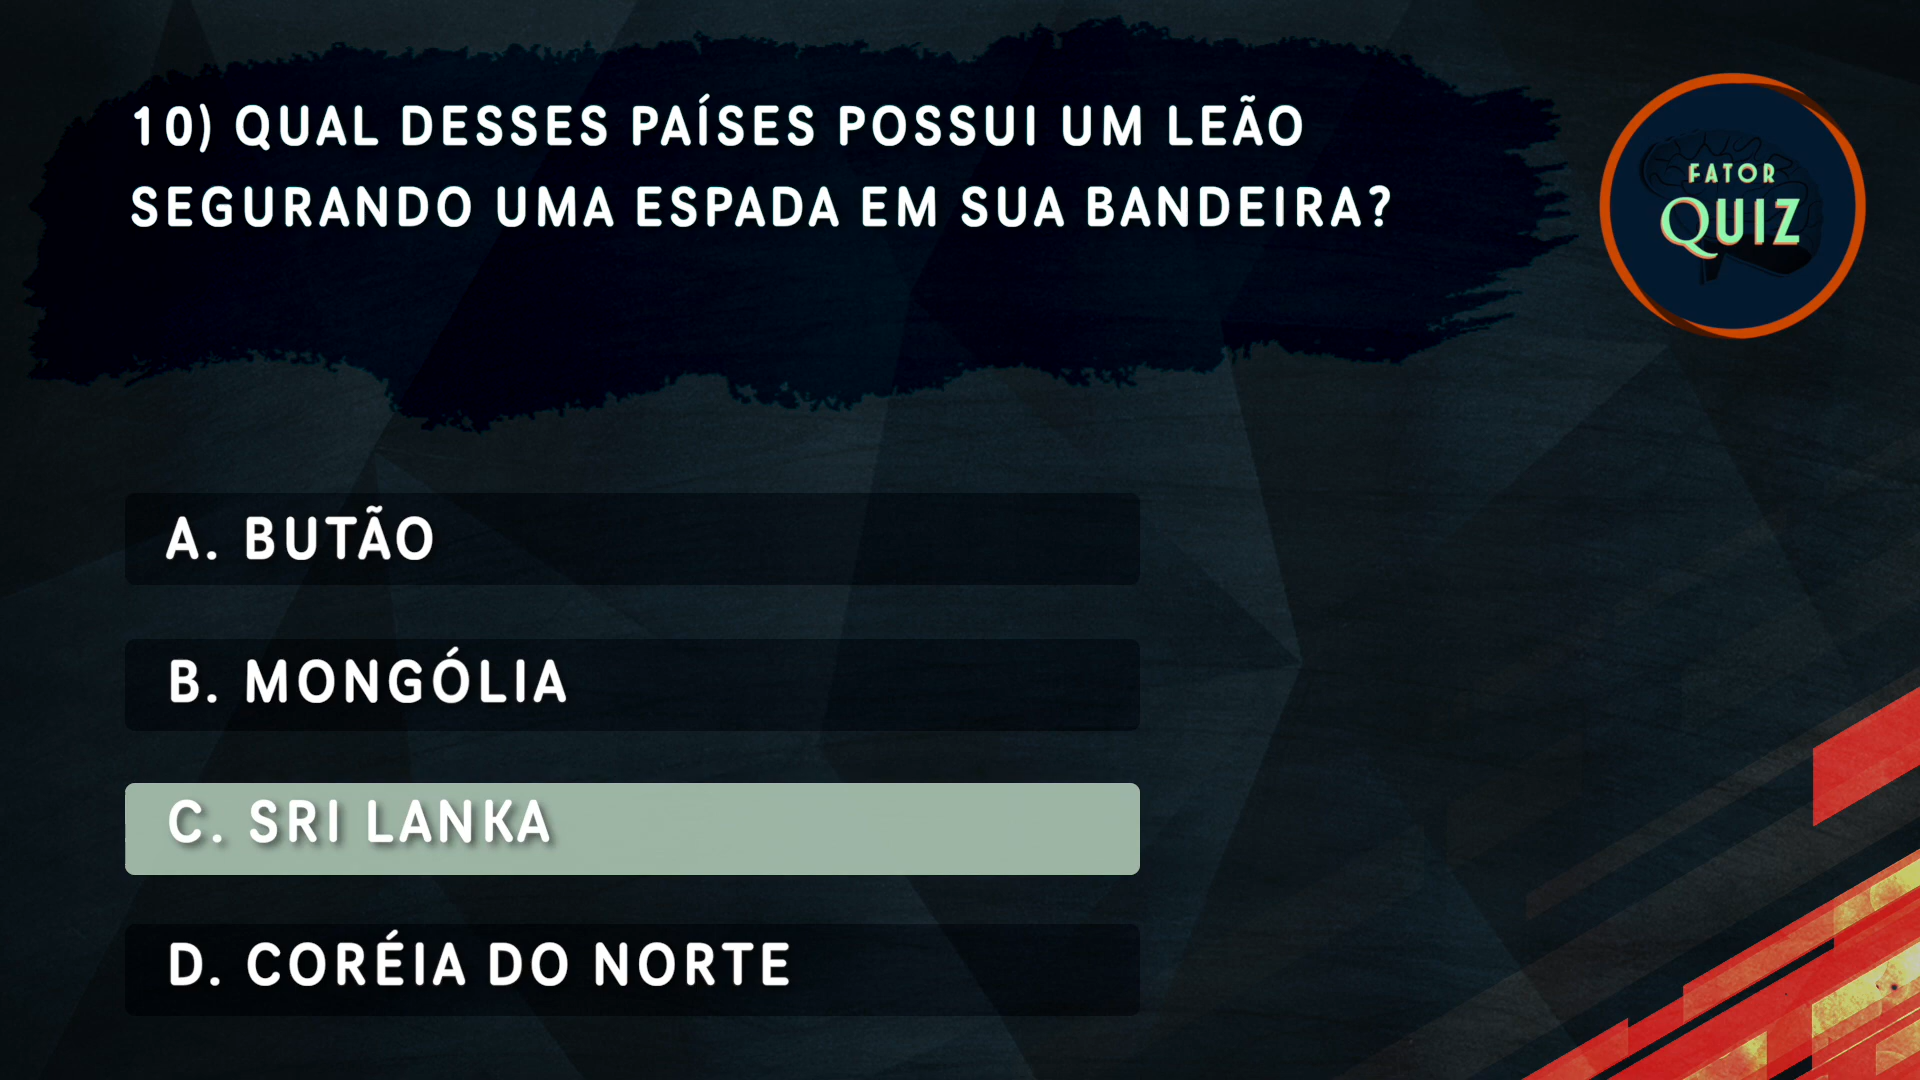 10) QUAL DESSES PAÍSES POSSUI UM LEÃO
SEGURANDO UMA ESPADA EM SUA BANDEIRA?
FATOR
QUIZ
A. BUTÃO
B. MONGÓLIA
C. SRI LANKA
D. CORÉIA DO NORTE